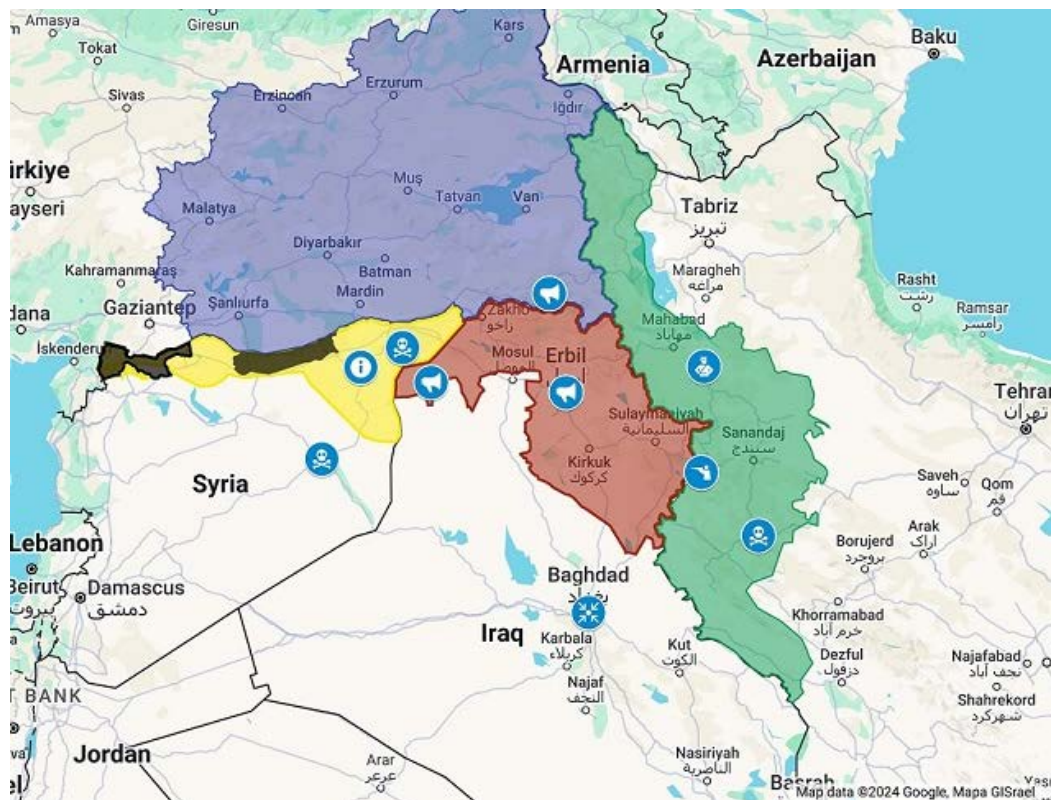 Amasya
Giresun
Tokat
Kars
Baku
Armenia
Azerbaijan
Erzurum
Sivas
Erzincan
Iğdır
ürkiye
ayseri
Muş
Tatvan
Van
Malatya
Tabriz
تبریز
Diyarbakır
Batman
Kahramanmaraş
Maragheh
مراغه
Mardin
Rasht
رشت
Gaziantep
Şanlıurfa
Zakho
زاخو
dana
Ramsar
رامسر
Mahabad
مهاباد
İskenderu
Mosul
الموصل
Erbil
Tehran
تهران
Sulaymaniyah
السليمانية
Sanandaj
سنندج
Kirkuk
كركوك
Syria
Saveh
ساوه
Qom
قم
Lebanon
Arak
اراک
Borujerd
بروجرد
Beirut
بيروت
Damascus
دمشق
Baghdad
بغداد
Khorramabad
خرم آباد
Iraq
Karbala
كربلاء
Kut
الكوت
Dezful
دزفول
Najafabad
نجف آباد
T BANK
Najaf
النجف
Shahrekord
شهرکرد
Jordan
Arar
عرعر
Nasiriyah
الناصرية
el
Basrah
Map data ©2024 Google, Mapa GISrael